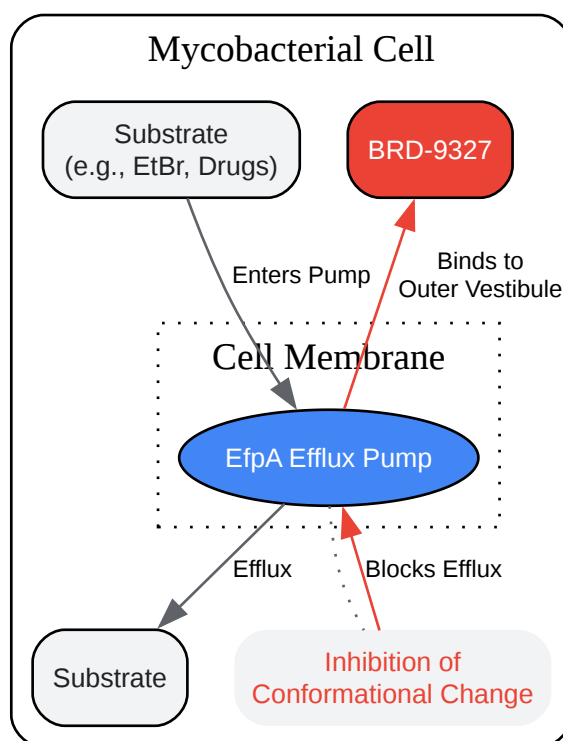 Mycobacterial Cell
Substrate
(e.g., EtBr, Drugs)
BRD-9327
Enters Pump
Binds to
Outer Vestibule
Cell Membrane
EfpA Efflux Pump
Efflux
Blocks Efflux
Substrate
Inhibition of
Conformational Change